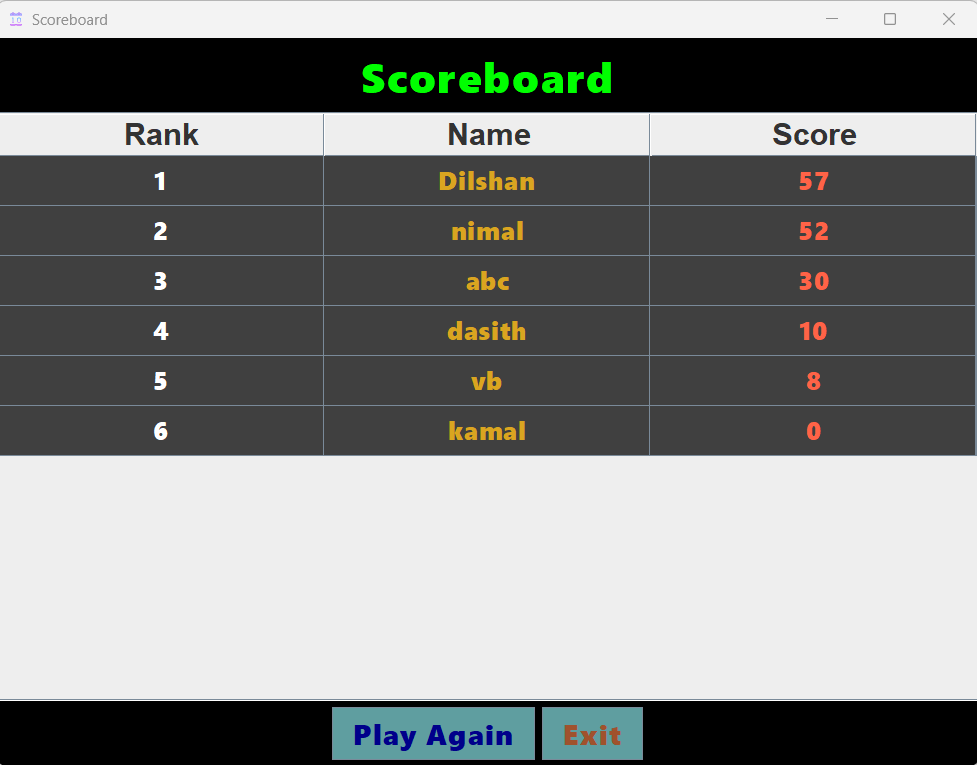 Scoreboard
Scoreboard
Rank Name Score
1 Dilshan 57
2 nimal 52
3 abc 30
4 dasith 10
5 vb 8
6 kamal 0
Play Again Exit